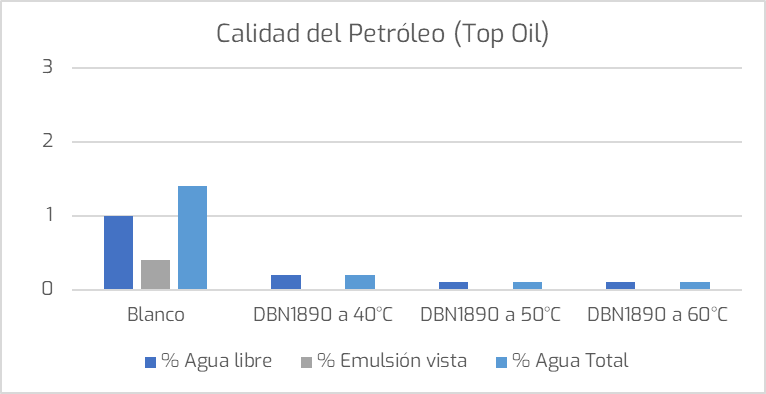 Calidad del Petróleo (Top Oil)
3
2
1
0
Blanco DBN1890 a 40°C DBN1890 a 50°C DBN1890 a 60°C
% Agua libre % Emulsión vista % Agua Total